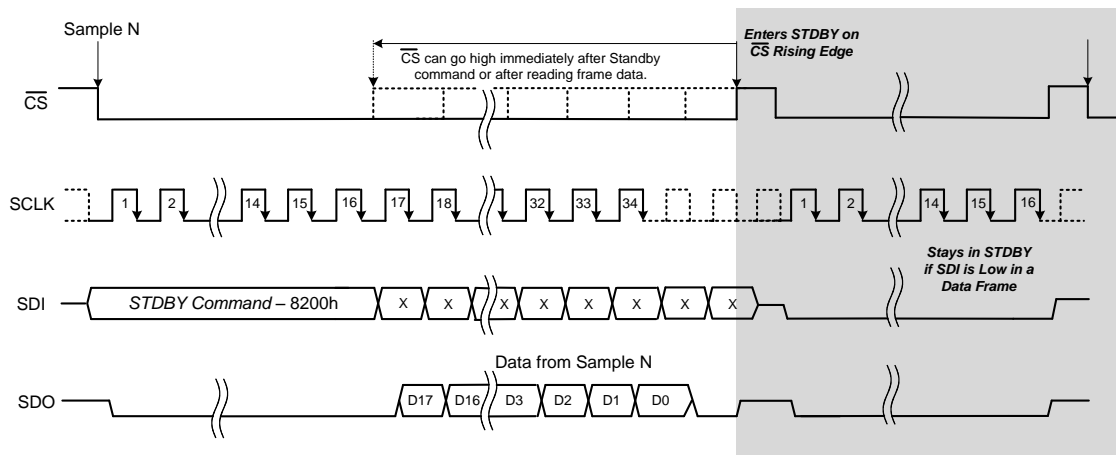 Sample N
Enters STDBY on
CS Rising Edge
CS can go high immediately after Standby
command or after reading frame data.
CS
SCLK
1 2 14 15 16 17 18 32 33 34 1 2 14 15 16
Stays in STDBY
if SDI is Low in a
Data Frame
SDI
STDBY Command – 8200h X X X X X X X X
Data from Sample N
SDO
D17 D16 D3 D2 D1 D0